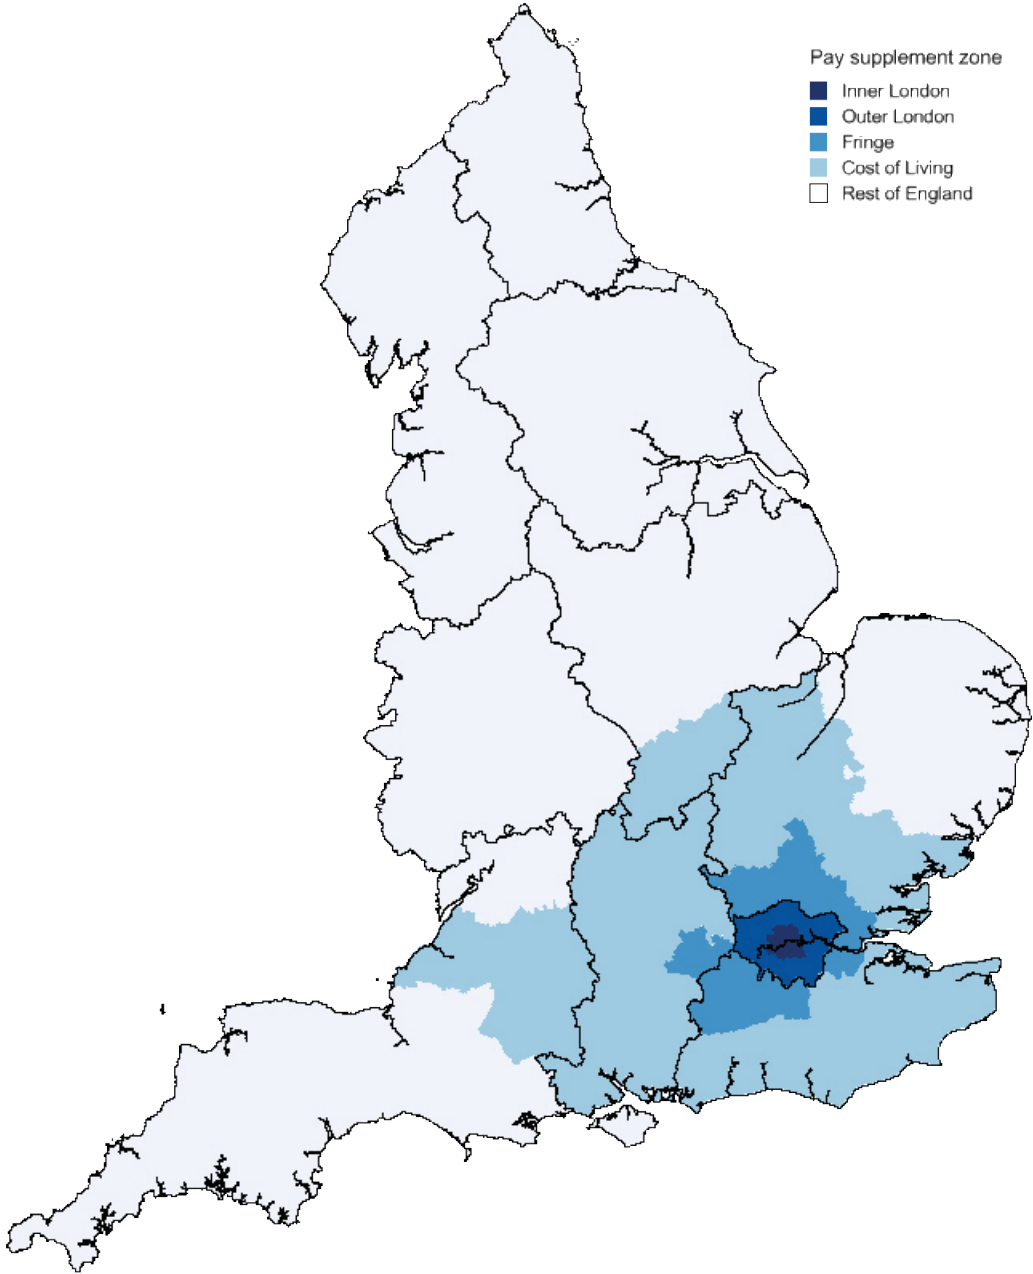 Pay supplement zone
Inner London
Outer London
Fringe
Cost of Living
Rest of England